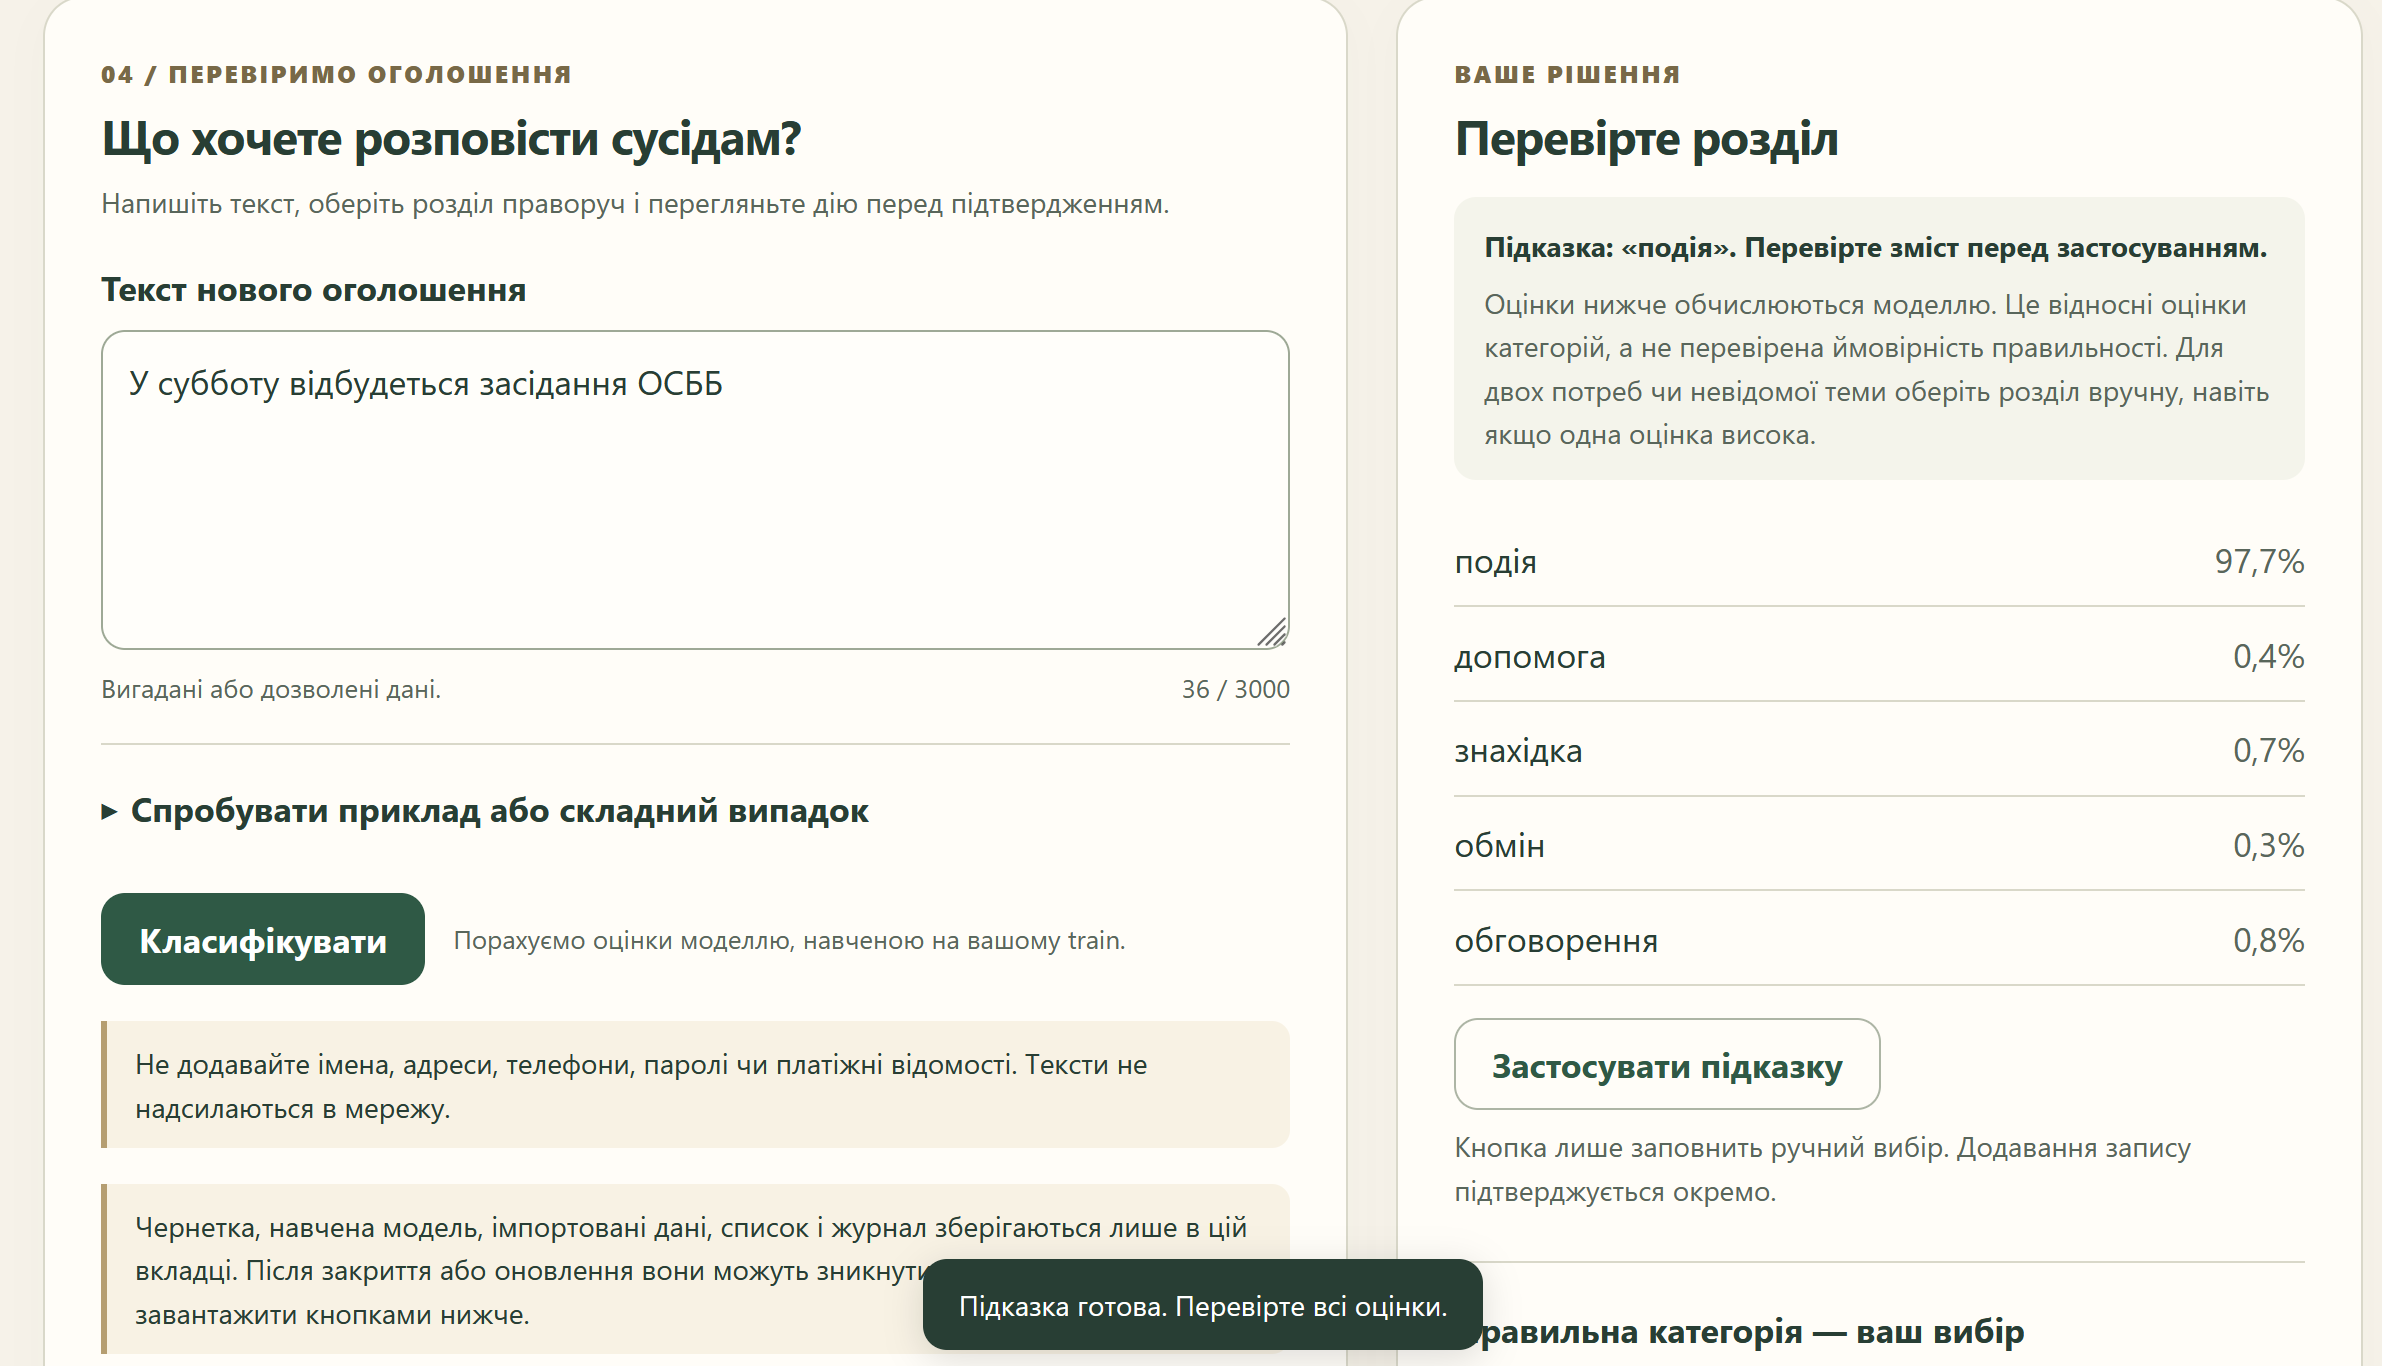 04 / ПЕРЕВІРИМО ОГОЛОШЕННЯ
Що хочете розповісти сусідам?
Напишіть текст, оберіть розділ праворуч і перегляньте дію перед підтвердженням.
Текст нового оголошення
У субботу відбудеться засідання ОСББ
Вигадані або дозволені дані.
36 / 3000
Спробувати приклад або складний випадок
Класифікувати
Порахуємо оцінки моделлю, навченою на вашому train.
Не додавайте імена, адреси, телефони, паролі чи платіжні відомості. Тексти не
надсилаються в мережу.
Чернетка, навчена модель, імпортовані дані, список і журнал зберігаються лише в цій
вкладці. Після закриття або оновлення вони можуть зникнути
завантажити кнопками нижче.
ВАШЕ РІШЕННЯ
Перевірте розділ
Підказка: «подія». Перевірте зміст перед застосуванням.
Оцінки нижче обчислюються моделлю. Це відносні оцінки
категорій, а не перевірена ймовірність правильності. Для
двох потреб чи невідомої теми оберіть розділ вручну, навіть
якщо одна оцінка висока.
подія 97,7%
допомога 0,4%
знахідка 0,7%
обмін 0,3%
обговорення 0,8%
Застосувати підказку
Кнопка лише заповнить ручний вибір. Додавання запису
підтверджується окремо.
категорія — ваш вибір
Підказка готова. Перевірте всі оцінки.